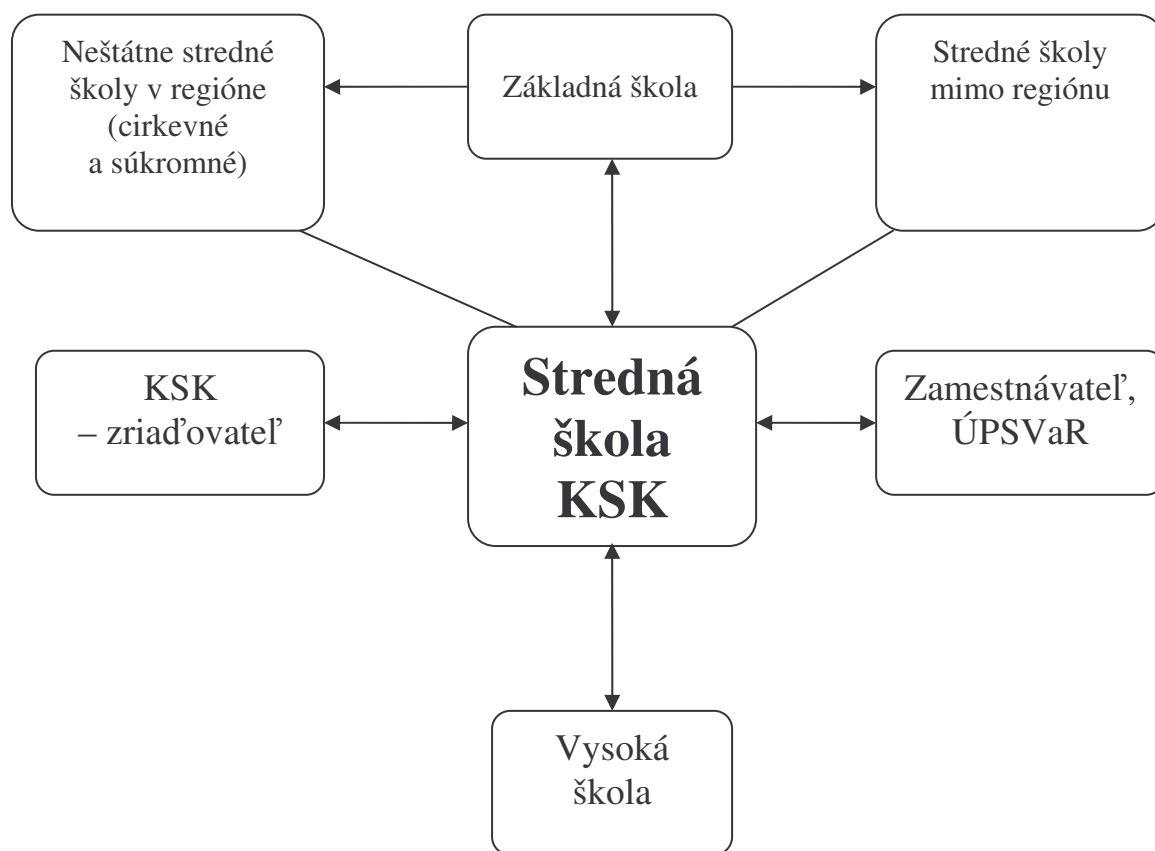 Neštátne stredné
školy v regióne
(cirkevné
a súkromné)
Základná škola
Stredné školy
mimo regiónu
KSK
– zriaďovateľ
Stredná
škola
KSK
Zamestnávateľ,
ÚPSVaR
Vysoká
škola